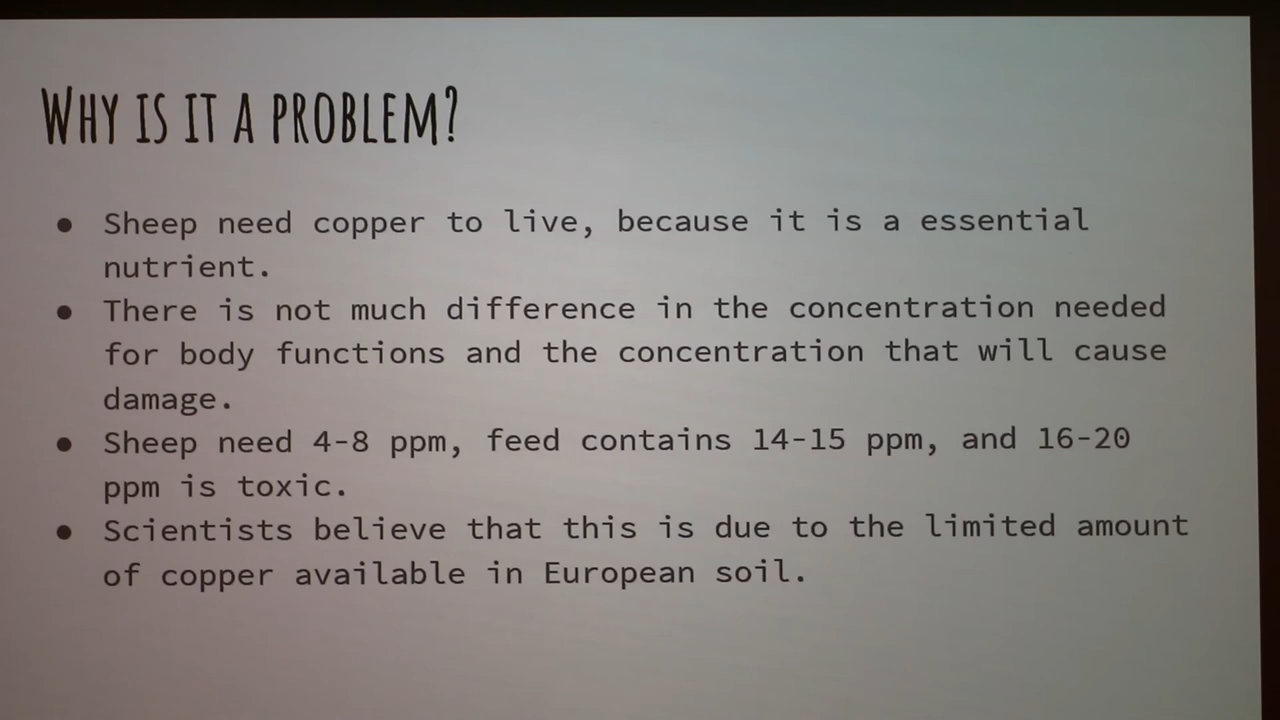 WHY IS IT A PROBLEM?
● Sheep need copper to live, because it is a essential
nutrient.
● There is not much difference in the concentration needed
for body functions and the concentration that will cause
damage.
● Sheep need 4-8 ppm, feed contains 14-15 ppm, and 16-20
ppm is toxic.
● Scientists believe that this is due to the limited amount
of copper available in European soil.